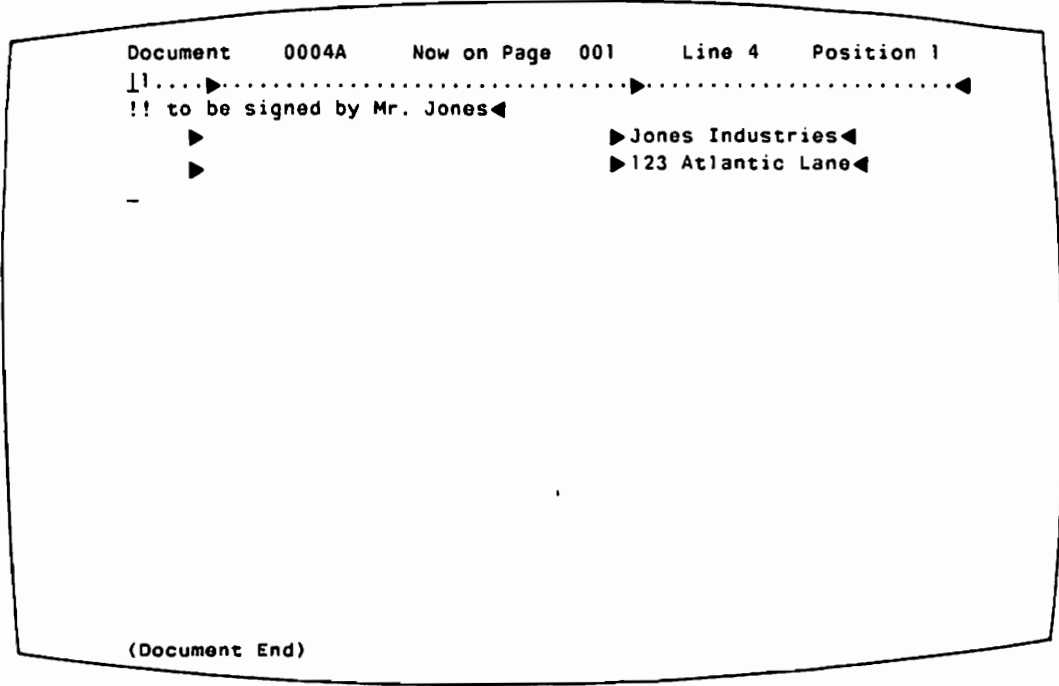 Document 0004A Now on Page 001 Line 4 Position 1
1.....▶................................▶........................◀
!! to be signed by Mr. Jones◀
▶ ▶Jones Industries◀
▶ ▶123 Atlantic Lane◀
_
(Document End)